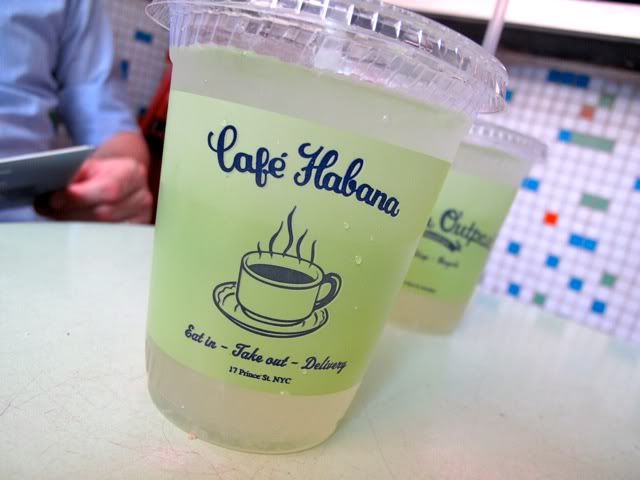 Café Habana
Eat in - Take out - Delivery
17 Prince St. NYC